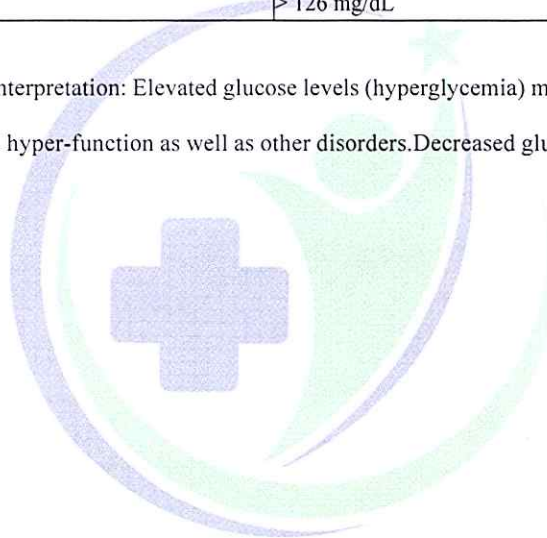 > 126 mg/dL
nterpretation: Elevated glucose levels (hyperglycemia) m
hyper-function as well as other disorders.Decreased glu